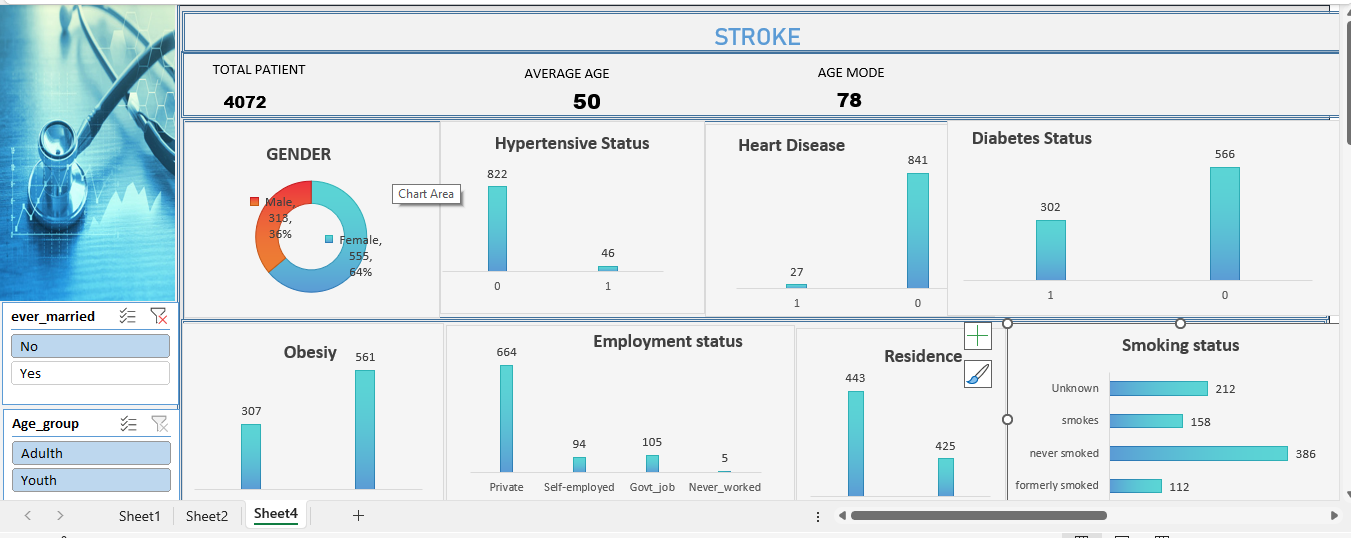 STROKE
TOTAL PATIENT
AVERAGE AGE
AGE MODE
4072
50
78
GENDER
Male,
313,
36%
Female,
555,
64%
Chart Area
Hypertensive Status
822
46
0
1
Heart Disease
841
27
1
0
Diabetes Status
566
302
1
0
ever_married
No
Yes
Age_group
Adulth
Youth
Obesiy
561
307
Employment status
664
94
105
5
Private
Self-employed
Govt_job
Never_worked
Residence
443
425
Smoking status
Unknown
212
smokes
158
never smoked
386
formerly smoked
112
Sheet1
Sheet2
Sheet4